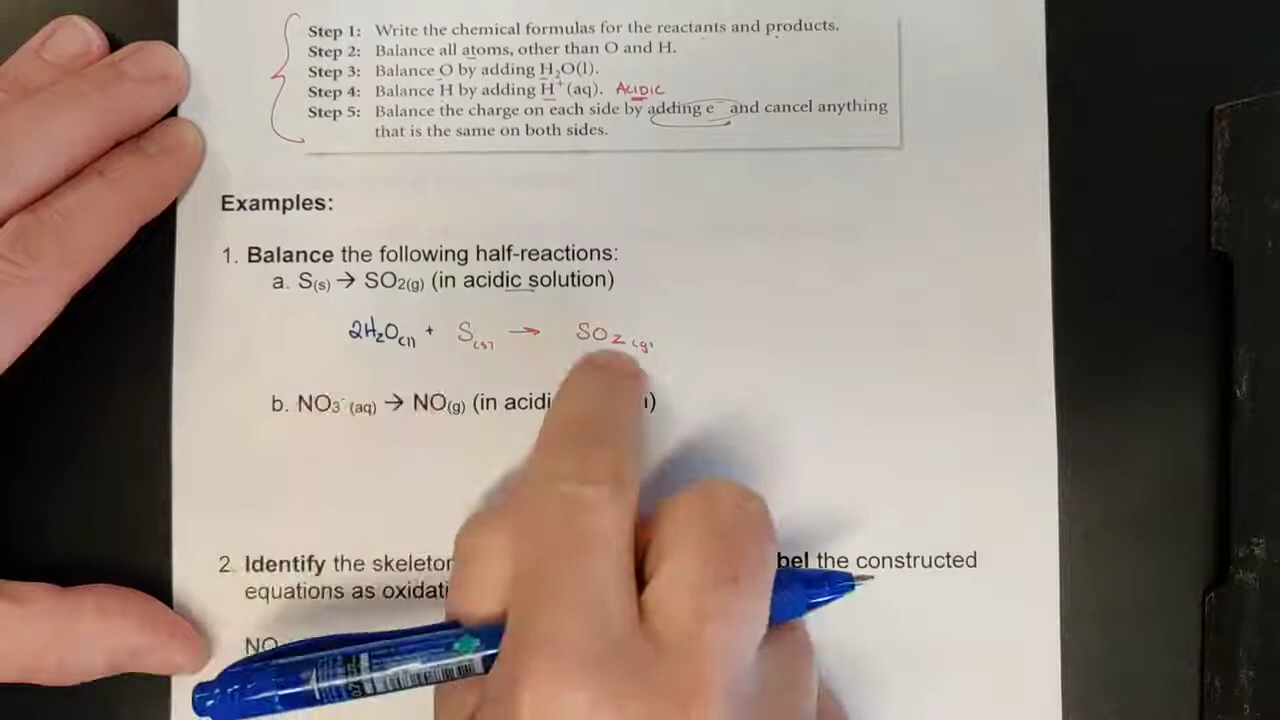 Step 1: Write the chemical formulas for the reactants and products.
Step 2: Balance all atoms, other than O and H.
Step 3: Balance O by adding H₂O(l).
Step 4: Balance H by adding H⁺(aq). ACIDIC
Step 5: Balance the charge on each side by adding e⁻ and cancel anything
that is the same on both sides.
Examples:
1. Balance the following half-reactions:
a. S(s) → SO2(g) (in acidic solution)
2H₂O(l) + S(s) → SO2(g)
b. NO3⁻(aq) → NO(g) (in acidi
2. Identify the the constructed
equations as